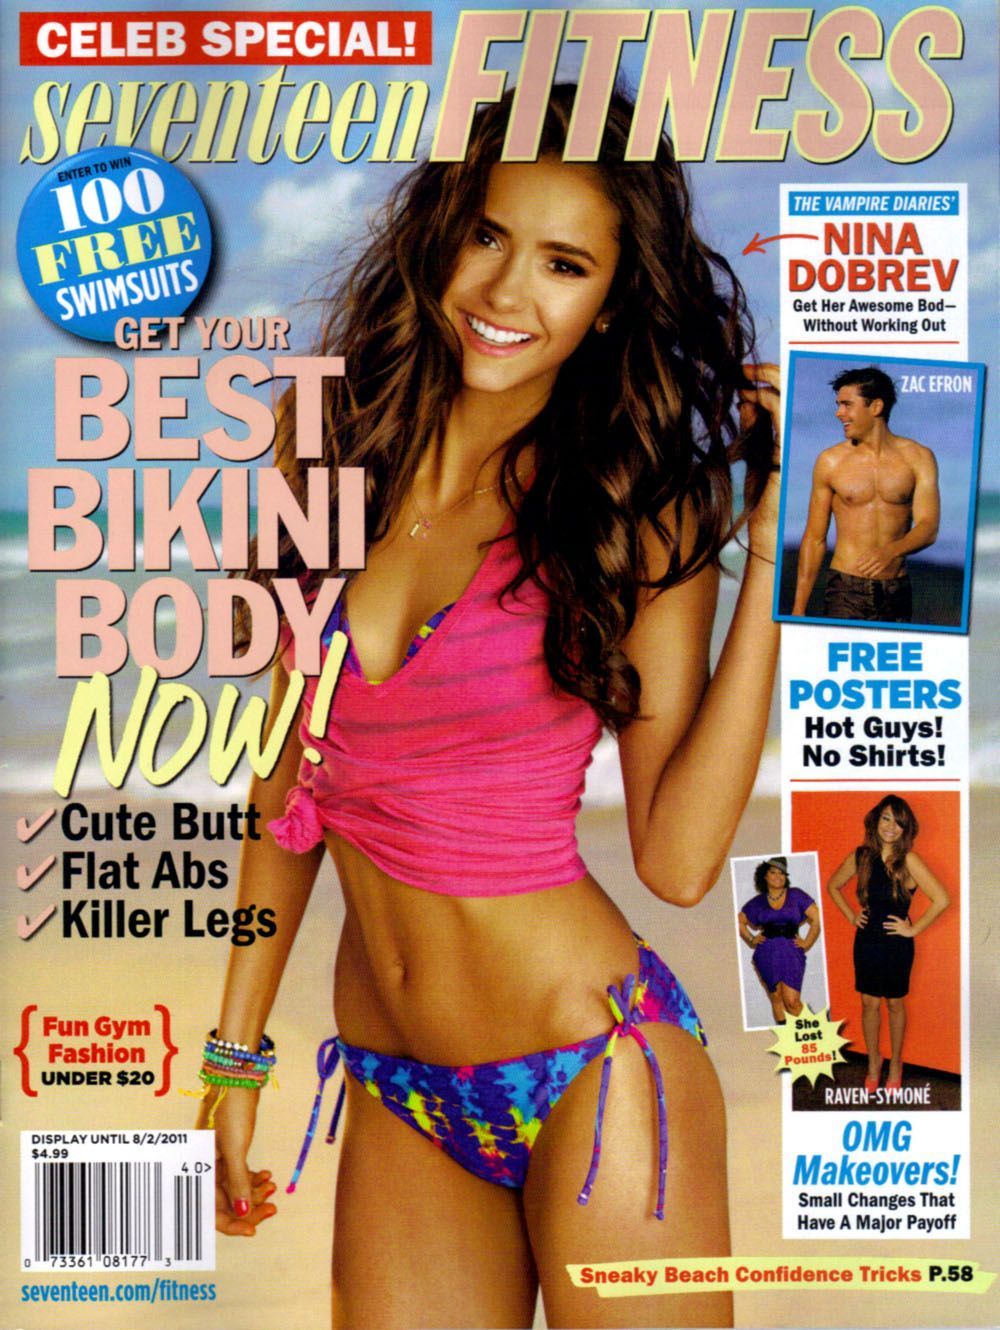 CELEB SPECIAL!
seventeen FITNESS
ENTER TO WIN
100
FREE
SWIMSUITS
GET YOUR
BEST
BIKINI
BODY
NOW!
Cute Butt
Flat Abs
Killer Legs
Fun Gym
Fashion
UNDER $20
DISPLAY UNTIL 8/2/2011
$4.99
40>
0 73361 08177 3
seventeen.com/fitness
THE VAMPIRE DIARIES'
NINA
DOBREV
Get Her Awesome Bod—
Without Working Out
ZAC EFRON
FREE
POSTERS
Hot Guys!
No Shirts!
She
Lost
85
Pounds!
RAVEN-SYMONÉ
OMG
Makeovers!
Small Changes That
Have A Major Payoff
Sneaky Beach Confidence Tricks P.58